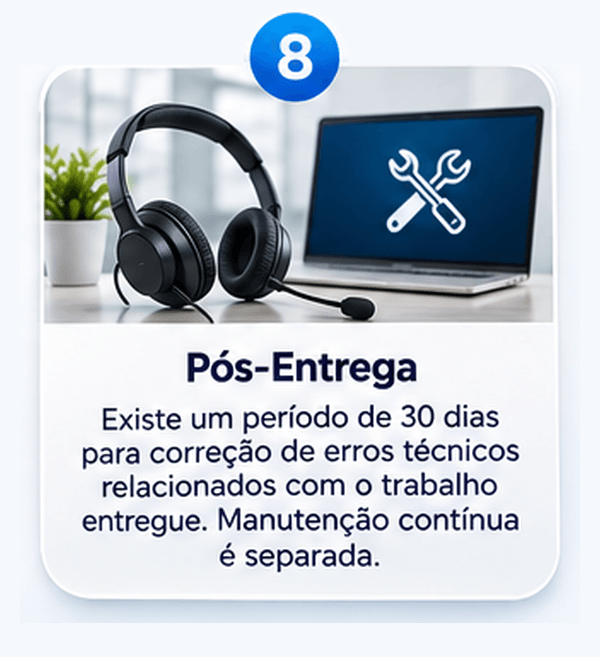 8
Pós-Entrega
Existe um período de 30 dias
para correção de erros técnicos
relacionados com o trabalho
entregue. Manutenção contínua
é separada.